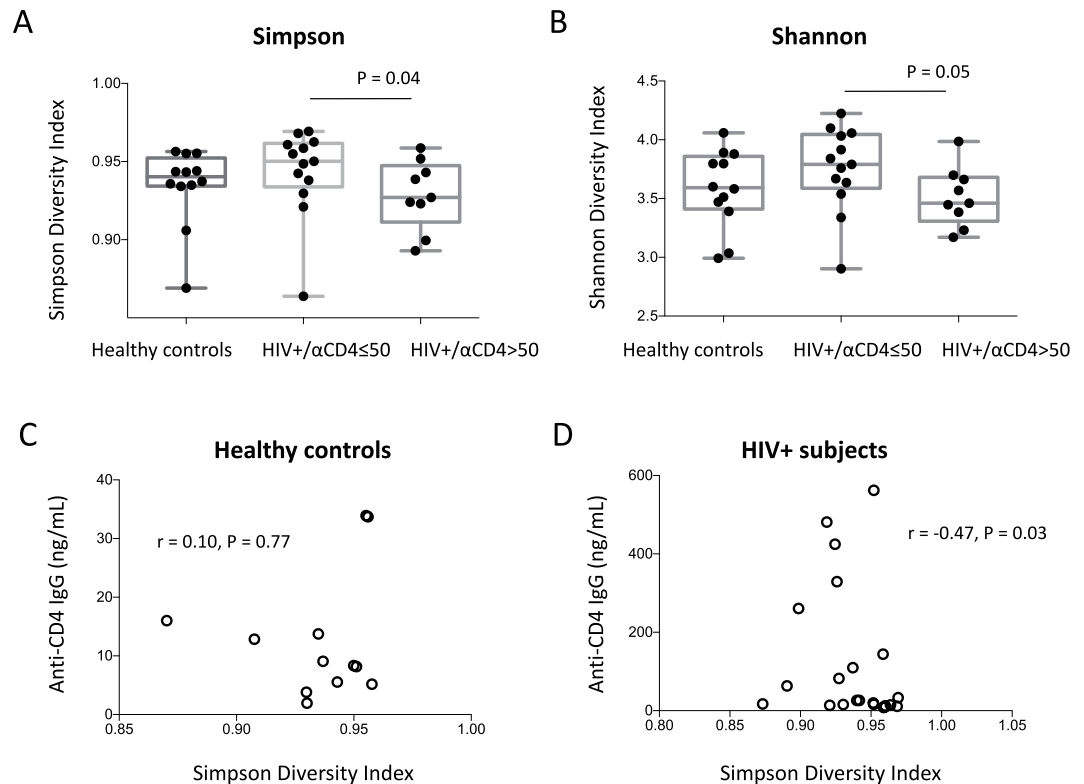 A
Simpson
P = 0.04
Simpson Diversity Index
1.00
0.95
0.90
Healthy controls HIV+/αCD4≤50 HIV+/αCD4>50
B
Shannon
P = 0.05
Shannon Diversity Index
4.5
4.0
3.5
3.0
2.5
Healthy controls HIV+/αCD4≤50 HIV+/αCD4>50
C
Healthy controls
r = 0.10, P = 0.77
Anti-CD4 IgG (ng/mL)
40
30
20
10
0
0.85 0.90 0.95 1.00
Simpson Diversity Index
D
HIV+ subjects
r = -0.47, P = 0.03
Anti-CD4 IgG (ng/mL)
600
400
200
0
0.80 0.85 0.90 0.95 1.00 1.05
Simpson Diversity Index